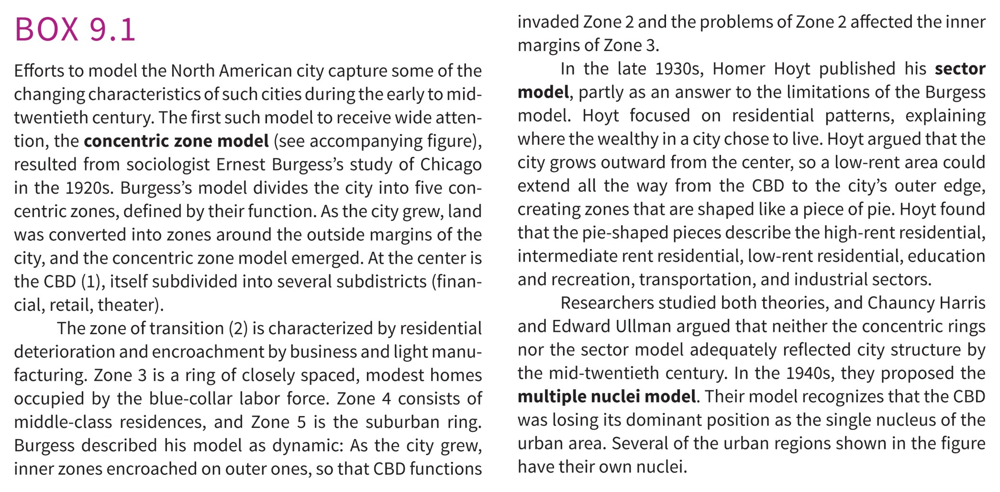 BOX 9.1
Efforts to model the North American city capture some of the
changing characteristics of such cities during the early to mid-
twentieth century. The first such model to receive wide atten-
tion, the concentric zone model (see accompanying figure),
resulted from sociologist Ernest Burgess’s study of Chicago
in the 1920s. Burgess’s model divides the city into five con-
centric zones, defined by their function. As the city grew, land
was converted into zones around the outside margins of the
city, and the concentric zone model emerged. At the center is
the CBD (1), itself subdivided into several subdistricts (finan-
cial, retail, theater).
The zone of transition (2) is characterized by residential
deterioration and encroachment by business and light manu-
facturing. Zone 3 is a ring of closely spaced, modest homes
occupied by the blue-collar labor force. Zone 4 consists of
middle-class residences, and Zone 5 is the suburban ring.
Burgess described his model as dynamic: As the city grew,
inner zones encroached on outer ones, so that CBD functions
invaded Zone 2 and the problems of Zone 2 affected the inner
margins of Zone 3.
In the late 1930s, Homer Hoyt published his sector
model, partly as an answer to the limitations of the Burgess
model. Hoyt focused on residential patterns, explaining
where the wealthy in a city chose to live. Hoyt argued that the
city grows outward from the center, so a low-rent area could
extend all the way from the CBD to the city’s outer edge,
creating zones that are shaped like a piece of pie. Hoyt found
that the pie-shaped pieces describe the high-rent residential,
intermediate rent residential, low-rent residential, education
and recreation, transportation, and industrial sectors.
Researchers studied both theories, and Chauncy Harris
and Edward Ullman argued that neither the concentric rings
nor the sector model adequately reflected city structure by
the mid-twentieth century. In the 1940s, they proposed the
multiple nuclei model. Their model recognizes that the CBD
was losing its dominant position as the single nucleus of the
urban area. Several of the urban regions shown in the figure
have their own nuclei.